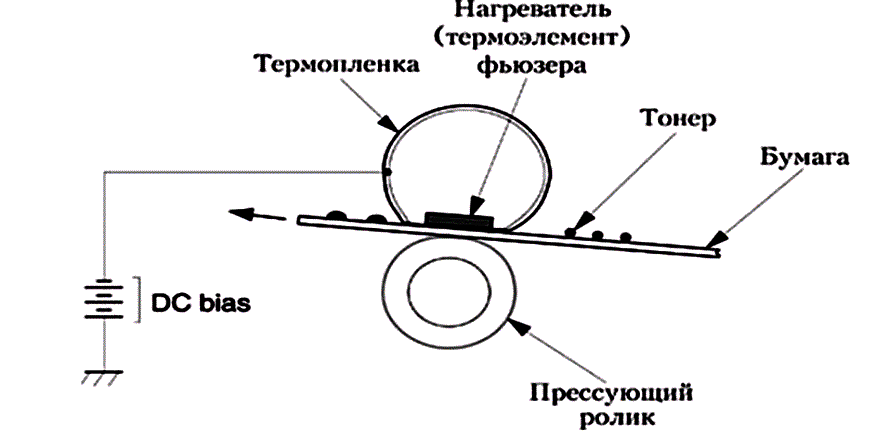 Нагреватель
(термоэлемент)
фьюзера
Термопленка
Тонер
Бумага
DC bias
Прессующий
ролик